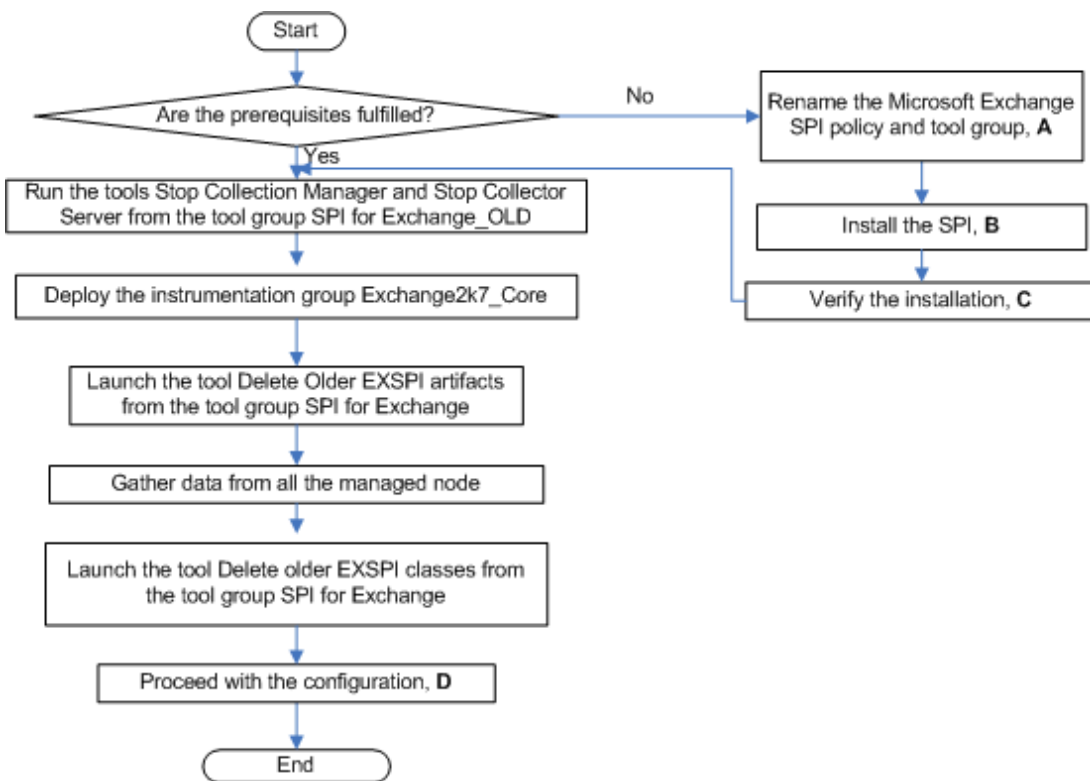 Start
Are the prerequisites fulfilled?
No
Rename the Microsoft Exchange
SPI policy and tool group, A
Yes
Run the tools Stop Collection Manager and Stop Collector
Server from the tool group SPI for Exchange_OLD
Install the SPI, B
Deploy the instrumentation group Exchange2k7_Core
Verify the installation, C
Launch the tool Delete Older EXSPI artifacts
from the tool group SPI for Exchange
Gather data from all the managed node
Launch the tool Delete older EXSPI classes from
the tool group SPI for Exchange
Proceed with the configuration, D
End